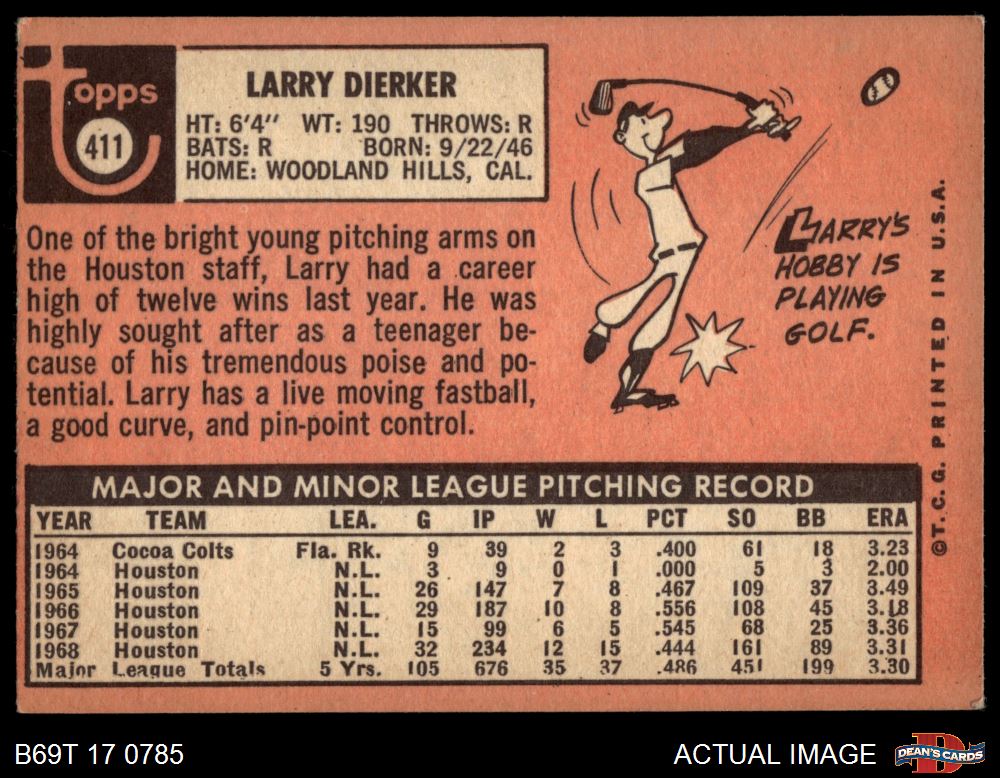 Topps
411
LARRY DIERKER
HT: 6'4" WT: 190 THROWS: R
BATS: R BORN: 9/22/46
HOME: WOODLAND HILLS, CAL.
One of the bright young pitching arms on
the Houston staff, Larry had a career
high of twelve wins last year. He was
highly sought after as a teenager be-
cause of his tremendous poise and po-
tential. Larry has a live moving fastball,
a good curve, and pin-point control.
LARRY'S
HOBBY IS
PLAYING
GOLF.
©T.C.G. PRINTED IN U.S.A.
MAJOR AND MINOR LEAGUE PITCHING RECORD
YEAR TEAM LEA. G IP W L PCT SO BB ERA
1964 Cocoa Colts Fla. Rk. 9 39 2 3 .400 61 18 3.23
1964 Houston N.L. 3 9 0 1 .000 5 3 2.00
1965 Houston N.L. 26 147 7 8 .467 109 37 3.49
1966 Houston N.L. 29 187 10 8 .556 108 45 3.18
1967 Houston N.L. 15 99 6 5 .545 68 25 3.36
1968 Houston N.L. 32 234 12 15 .444 161 89 3.31
Major League Totals 5 Yrs. 105 676 35 37 .486 451 199 3.30
B69T 17 0785 ACTUAL IMAGE
D
DEAN'S CARDS